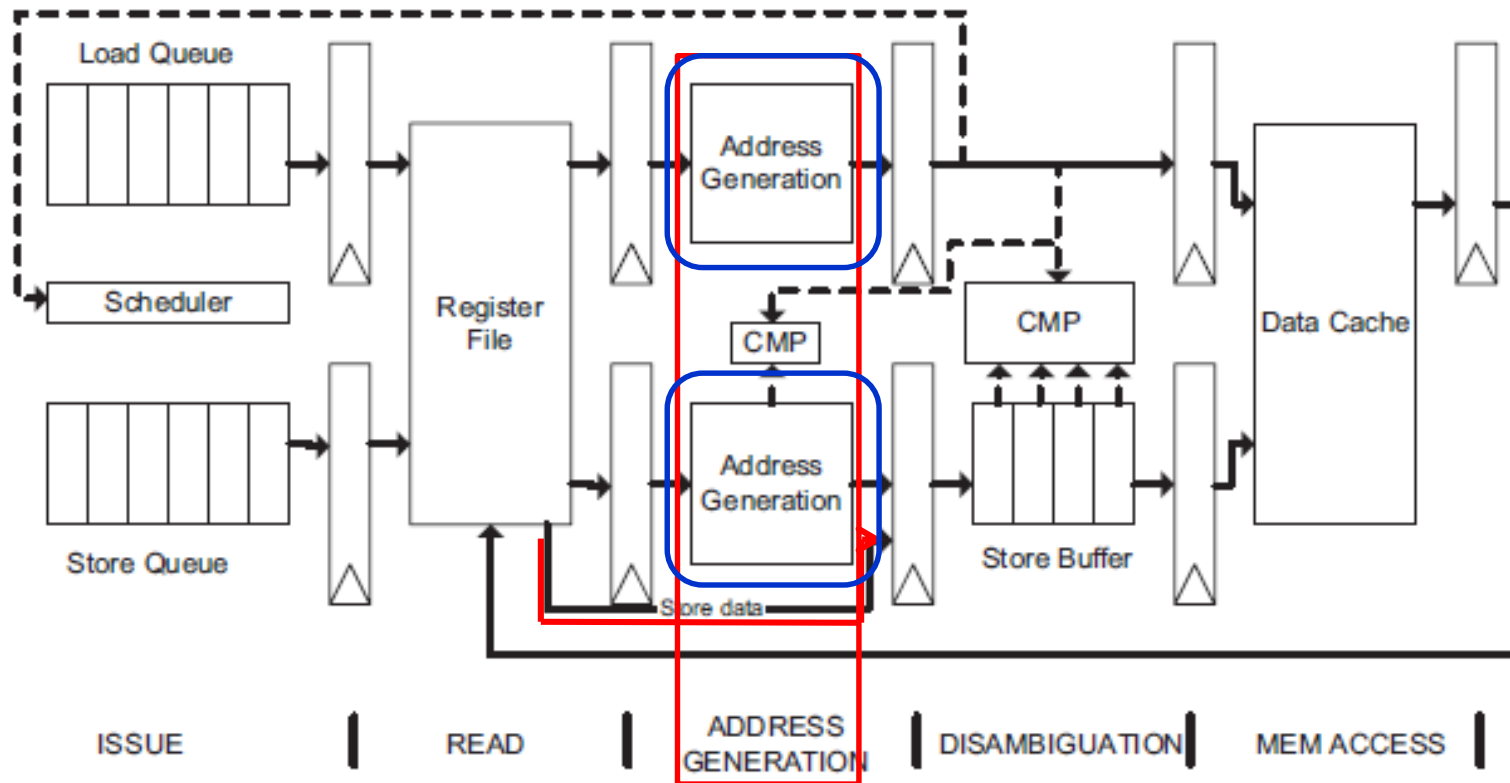 Load Queue
Scheduler
Store Queue
Register
File
Address
Generation
CMP
Address
Generation
Store data
CMP
Store Buffer
Data Cache
ISSUE
READ
ADDRESS
GENERATION
DISAMBIGUATION
MEM ACCESS